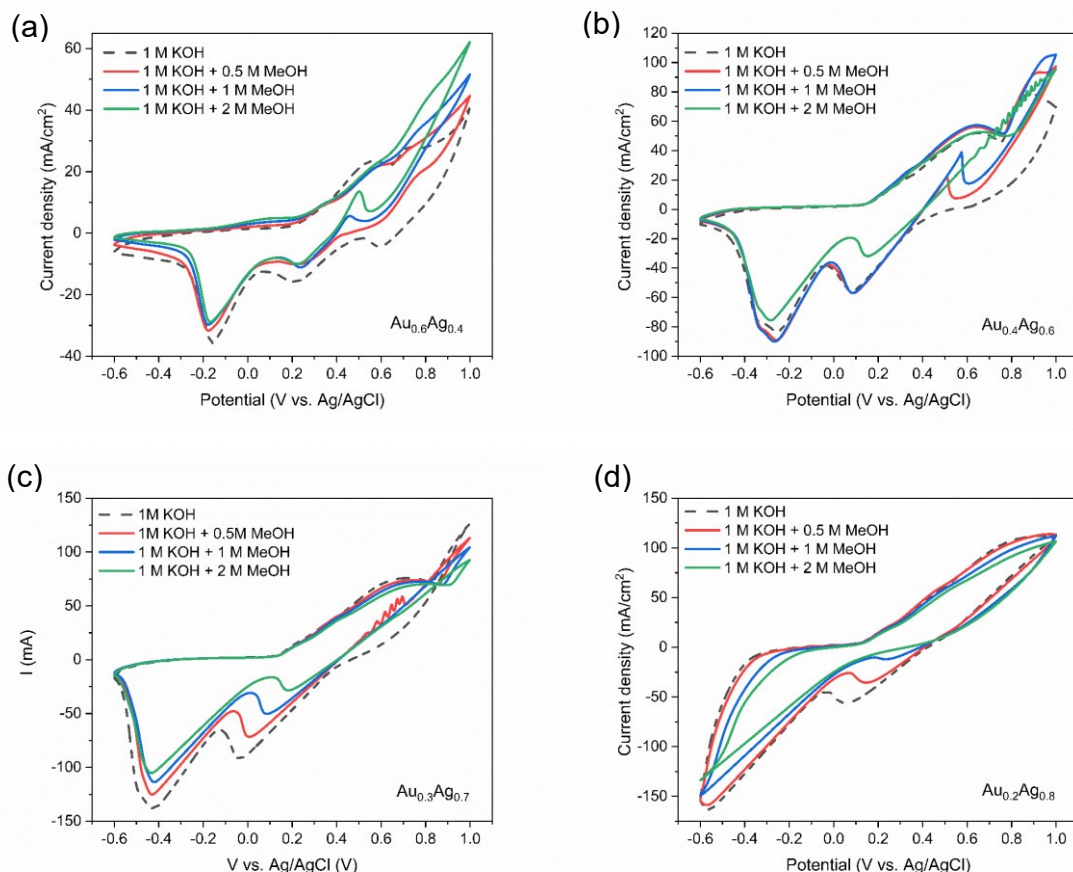 (a)
60
40
20
0
-20
-40
-0.6
-0.4
-0.2
0.0
0.2
0.4
0.6
0.8
1.0
Current density (mA/cm²)
Potential (V vs. Ag/AgCl)
1 M KOH
1 M KOH + 0.5 M MeOH
1 M KOH + 1 M MeOH
1 M KOH + 2 M MeOH
Au0.6Ag0.4
(b)
120
100
80
60
40
20
0
-20
-40
-60
-80
-100
-0.6
-0.4
-0.2
0.0
0.2
0.4
0.6
0.8
1.0
Current density (mA/cm²)
Potential (V vs. Ag/AgCl)
1 M KOH
1 M KOH + 0.5 M MeOH
1 M KOH + 1 M MeOH
1 M KOH + 2 M MeOH
Au0.4Ag0.6
(c)
150
100
50
0
-50
-100
-150
-0.6
-0.4
-0.2
0.0
0.2
0.4
0.6
0.8
1.0
I (mA)
V vs. Ag/AgCl (V)
1M KOH
1M KOH + 0.5M MeOH
1 M KOH + 1 M MeOH
1 M KOH + 2 M MeOH
Au0.3Ag0.7
(d)
150
100
50
0
-50
-100
-150
-0.6
-0.4
-0.2
0.0
0.2
0.4
0.6
0.8
1.0
Current density (mA/cm²)
Potential (V vs. Ag/AgCl)
1 M KOH
1 M KOH + 0.5 M MeOH
1 M KOH + 1 M MeOH
1 M KOH + 2 M MeOH
Au0.2Ag0.8